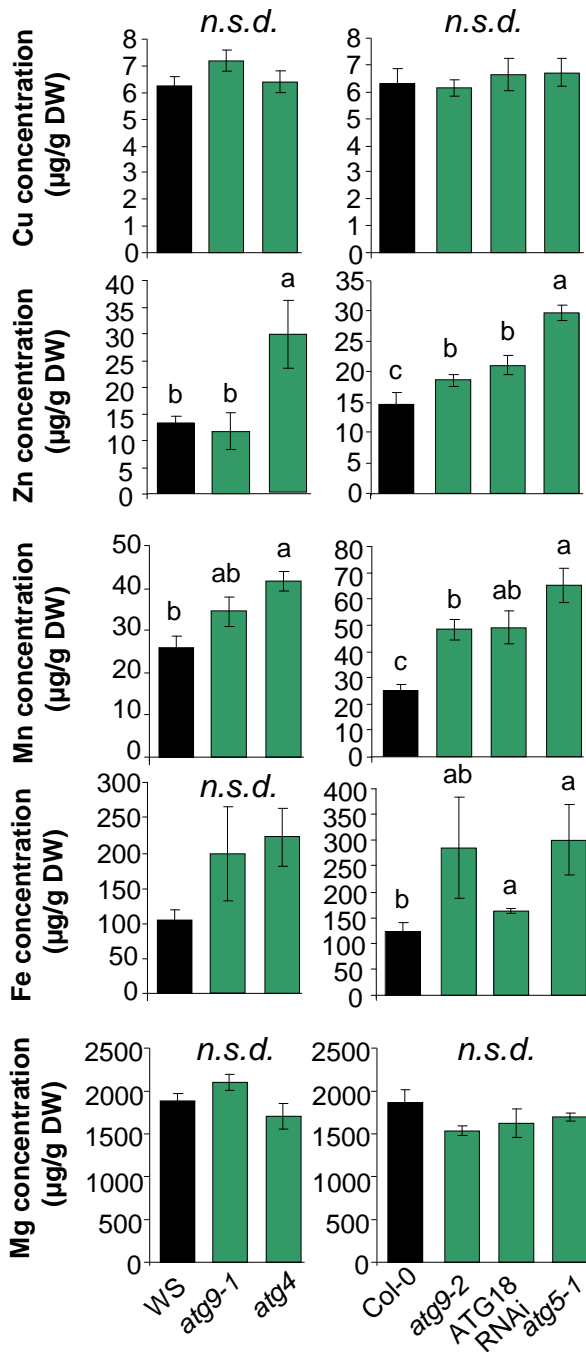 n.s.d.
n.s.d.
Cu concentration
(µg/g DW)
8
7
6
5
4
3
2
1
0
8
7
6
5
4
3
2
1
0
Zn concentration
(µg/g DW)
40
35
30
25
20
15
10
5
0
b
b
a
35
30
25
20
15
10
5
0
c
b
b
a
Mn concentration
(µg/g DW)
50
40
30
20
10
0
b
ab
a
80
70
60
50
40
30
20
10
0
c
b
ab
a
Fe concentration
(µg/g DW)
300
250
200
150
100
50
0
n.s.d.
400
350
300
250
200
150
100
50
0
b
ab
a
a
Mg concentration
(µg/g DW)
2500
2000
1500
1000
500
0
n.s.d.
2500
2000
1500
1000
500
0
n.s.d.
WS
atg9-1
atg4
Col-0
atg9-2
ATG18
RNAi
atg5-1